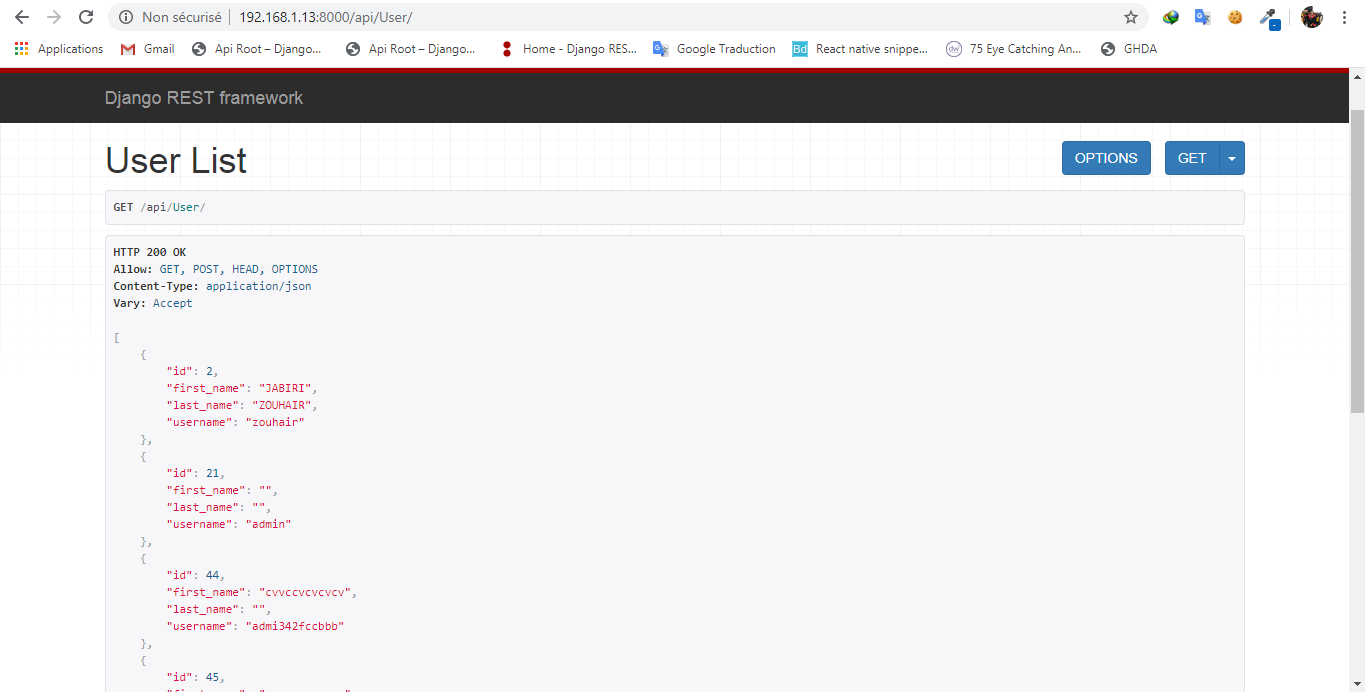 Non sécurisé
192.168.1.13:8000/api/User/
Applications
Gmail
Api Root – Django...
Api Root – Django...
Home - Django RES...
Google Traduction
Bd
React native snippe...
dw
75 Eye Catching An...
GHDA
Django REST framework
User List
OPTIONS
GET
GET /api/User/
HTTP 200 OK
Allow: GET, POST, HEAD, OPTIONS
Content-Type: application/json
Vary: Accept
[
{
"id": 2,
"first_name": "JABIRI",
"last_name": "ZOUHAIR",
"username": "zouhair"
},
{
"id": 21,
"first_name": "",
"last_name": "",
"username": "admin"
},
{
"id": 44,
"first_name": "cvvccvcvcvcv",
"last_name": "",
"username": "admi342fccbbb"
},
{
"id": 45,